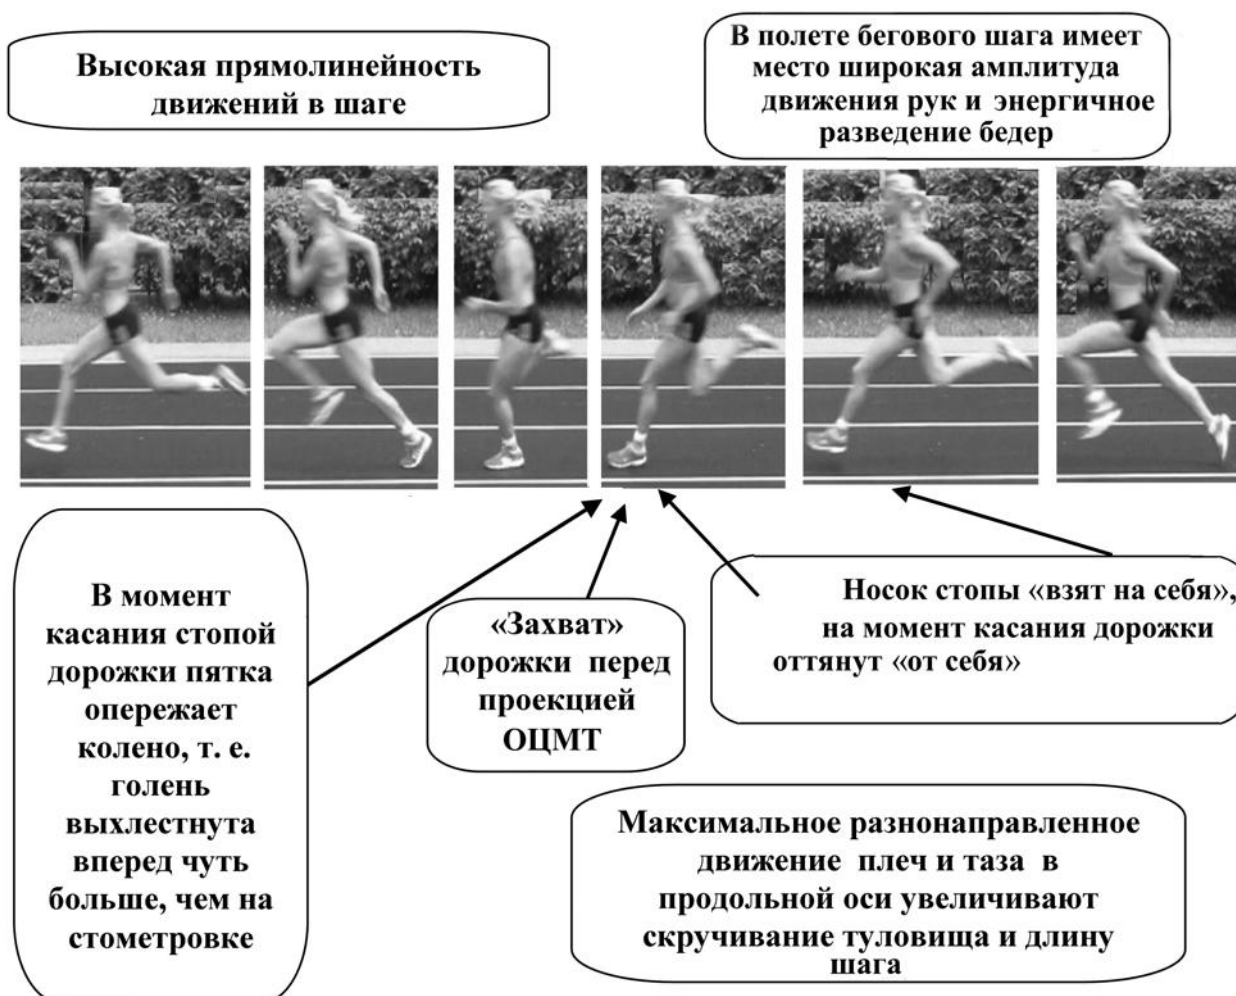 Высокая прямолинейность
движений в шаге
В полете бегового шага имеет
место широкая амплитуда
движения рук и энергичное
разведение бедер
В момент
касания стопой
дорожки пятка
опережает
колено, т. е.
голень
выхлестнута
вперед чуть
больше, чем на
стометровке
«Захват»
дорожки перед
проекцией
ОЦМТ
Носок стопы «взят на себя»,
на момент касания дорожки
оттянут «от себя»
Максимальное разнонаправленное
движение плеч и таза в
продольной оси увеличивают
скручивание туловища и длину
шага